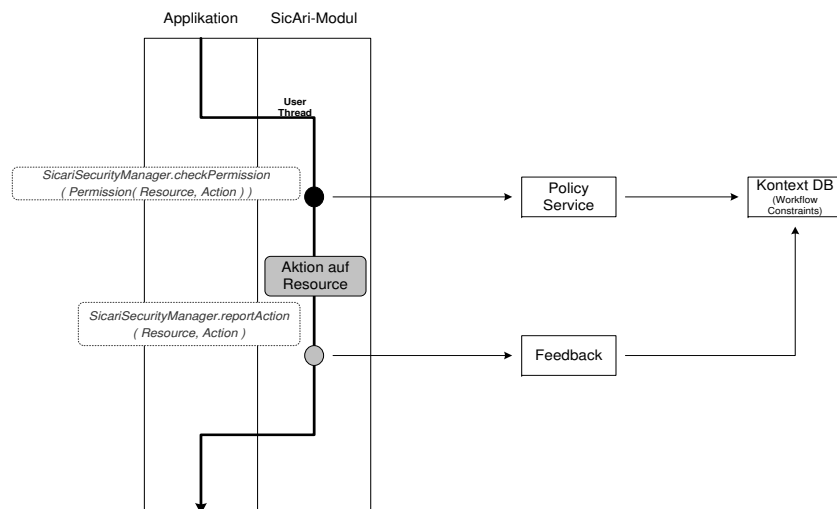 Applikation
SicAri-Modul
User
Thread
SicariSecurityManager.checkPermission
( Permission( Resource, Action ) )
Policy
Service
Kontext DB
(Workflow
Constraints)
Aktion auf
Resource
SicariSecurityManager.reportAction
( Resource, Action )
Feedback